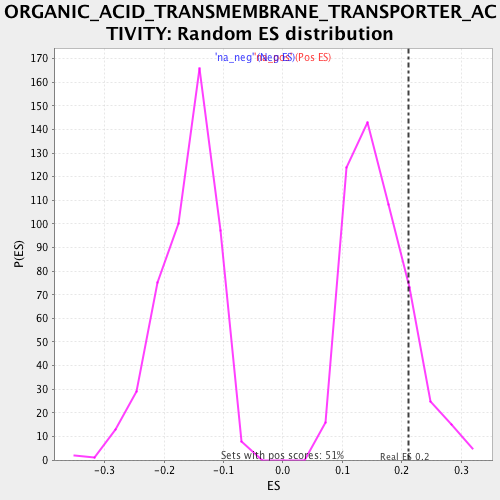 ORGANIC_ACID_TRANSMEMBRANE_TRANSPORTER_AC
TIVITY: Random ES distribution
'na_neg' (Neg ES) 'na_pos' (Pos ES)
170
160
150
140
130
120
110
100
90
80
70
60
50
40
30
20
10
0
P(ES)
Sets with pos scores: 51%
Real ES 0.2
-0.3 -0.2 -0.1 0.0 0.1 0.2 0.3
ES